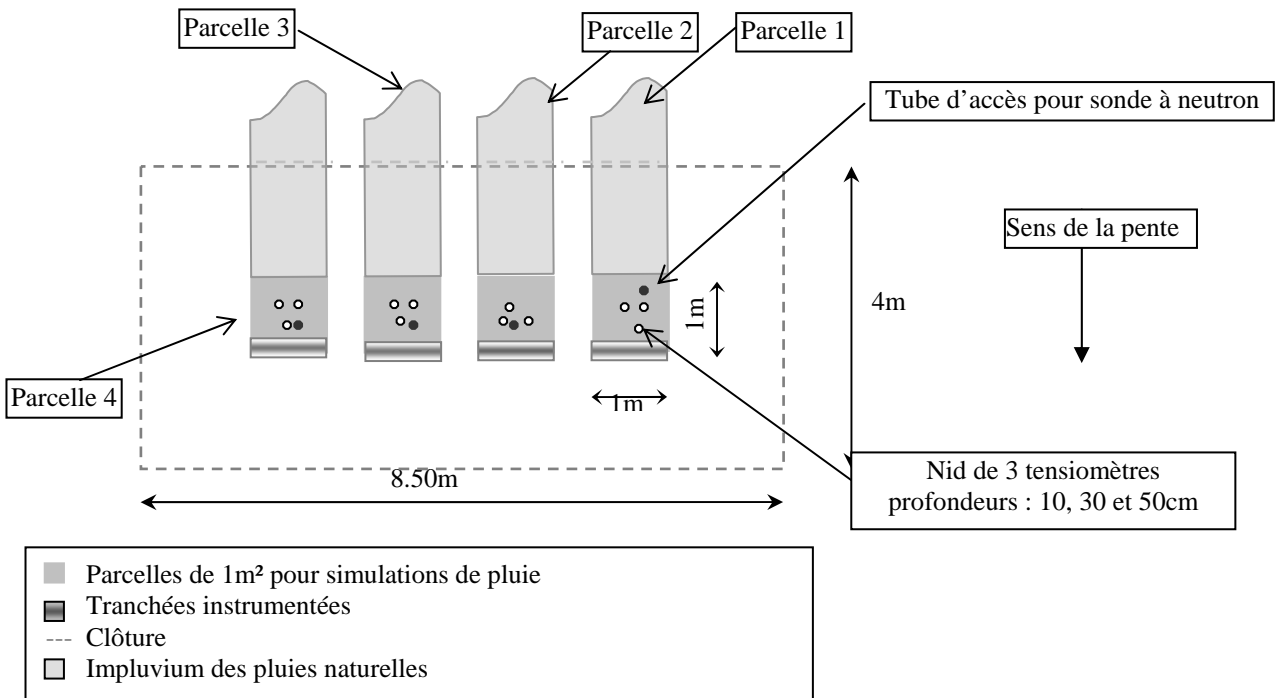 Parcelle 3
Parcelle 2
Parcelle 1
Tube d'accès pour sonde à neutron
Sens de la pente
4m
1m
Parcelle 4
1m
8.50m
Nid de 3 tensiomètres
profondeurs : 10, 30 et 50cm
Parcelles de 1m² pour simulations de pluie
Tranchées instrumentées
Clôture
Impluvium des pluies naturelles